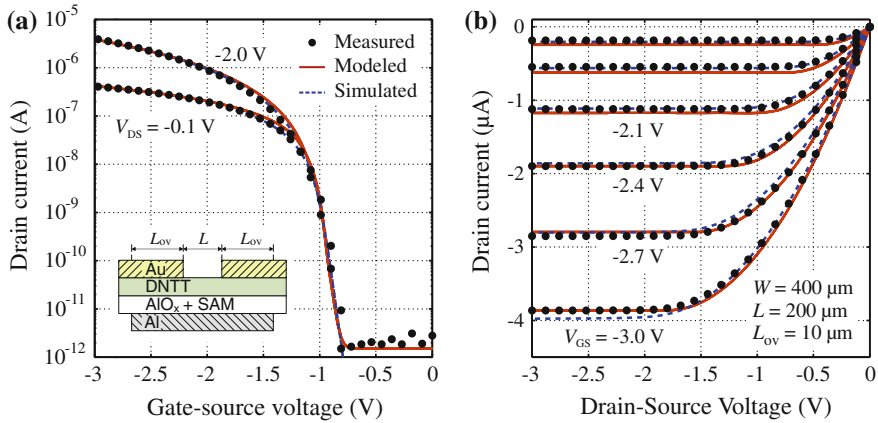 (a)
10⁻⁵
10⁻⁶
10⁻⁷
10⁻⁸
10⁻⁹
10⁻¹⁰
10⁻¹¹
10⁻¹²
Drain current (A)
-2.0 V
V_DS = -0.1 V
Measured
Modeled
Simulated
L_ov L L_ov
Au
DNTT
AlOₓ + SAM
Al
-3 -2.5 -2 -1.5 -1 -0.5 0
Gate-source voltage (V)
(b)
0
-1
-2
-3
-4
Drain current (µA)
-2.1 V
-2.4 V
-2.7 V
V_GS = -3.0 V
W = 400 µm
L = 200 µm
L_ov = 10 µm
-3 -2.5 -2 -1.5 -1 -0.5 0
Drain-Source Voltage (V)